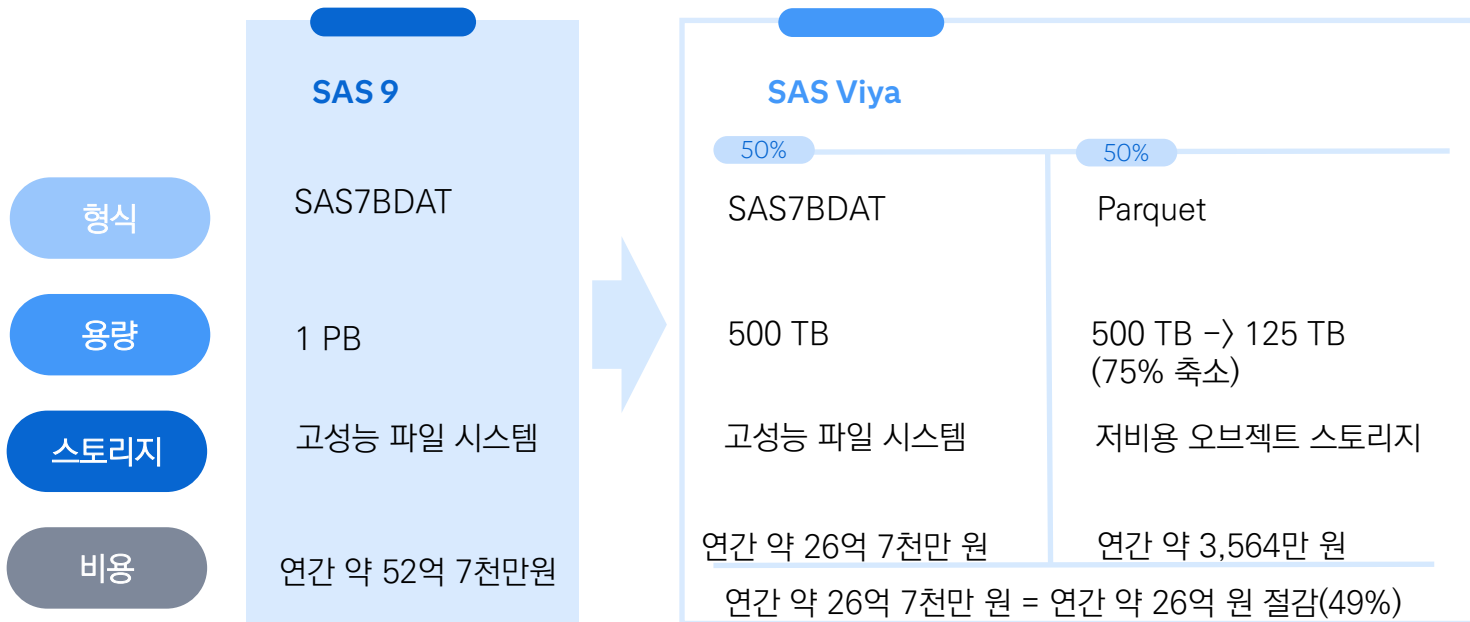 SAS 9
SAS Viya
50%
50%
형식
SAS7BDAT
SAS7BDAT
Parquet
용량
1 PB
500 TB
500 TB -> 125 TB
(75% 축소)
스토리지
고성능 파일 시스템
고성능 파일 시스템
저비용 오브젝트 스토리지
비용
연간 약 52억 7천만원
연간 약 26억 7천만 원
연간 약 3,564만 원
연간 약 26억 7천만 원 = 연간 약 26억 원 절감(49%)